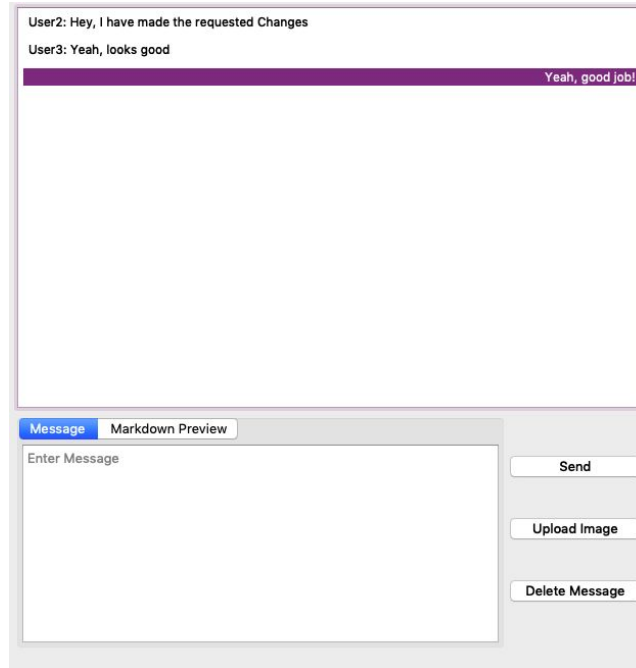 User2: Hey, I have made the requested Changes
User3: Yeah, looks good
Yeah, good job!
Message Markdown Preview
Enter Message
Send
Upload Image
Delete Message